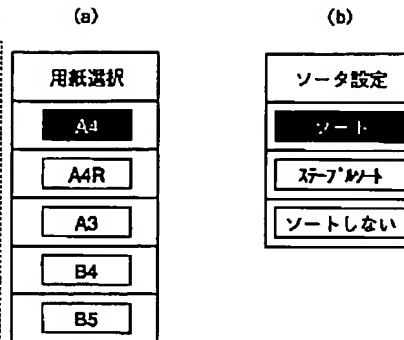 (a)
用紙選択
A4
A4R
A3
B4
B5
(b)
ソータ設定
ソート
ステープルソート
ソートしない